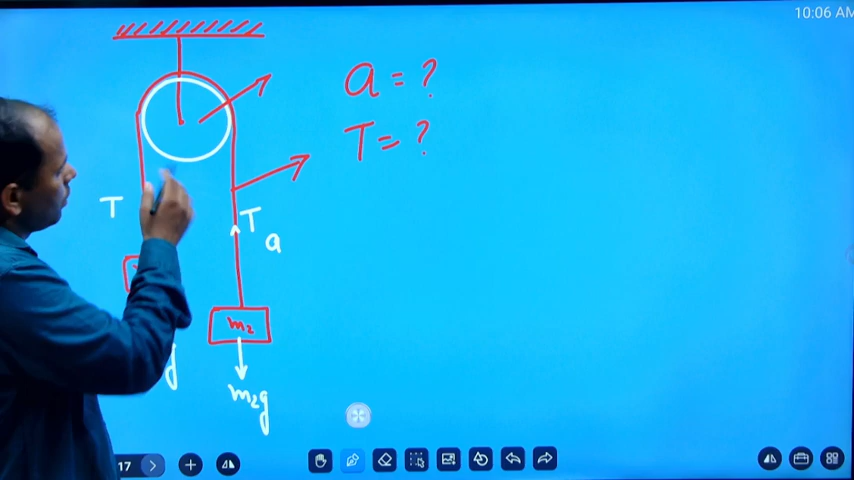 10:06 AM
a = ?
T = ?
T
T
a
m2
g
m2g
17